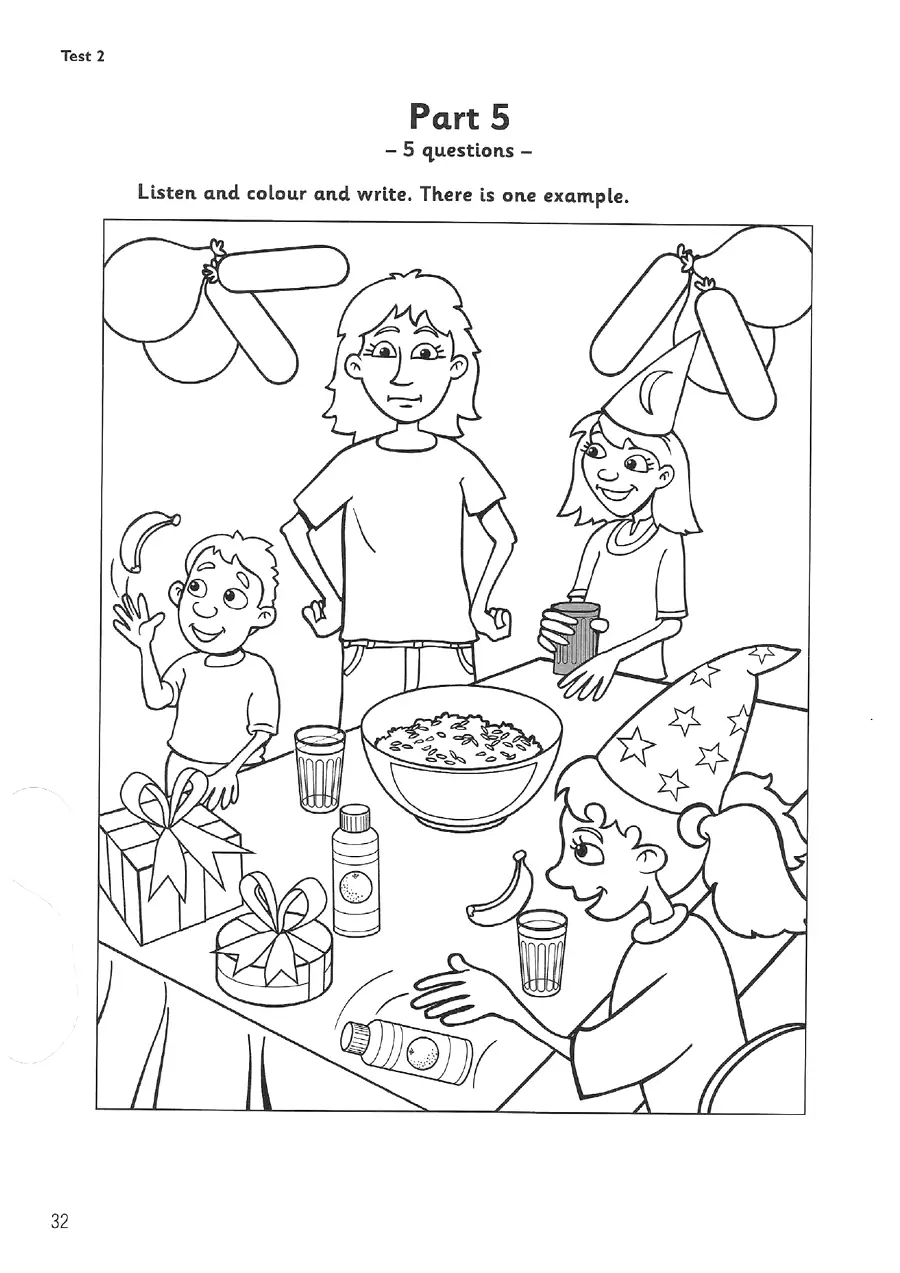 Test 2
Part 5
– 5 questions –
Listen and colour and write. There is one example.
32